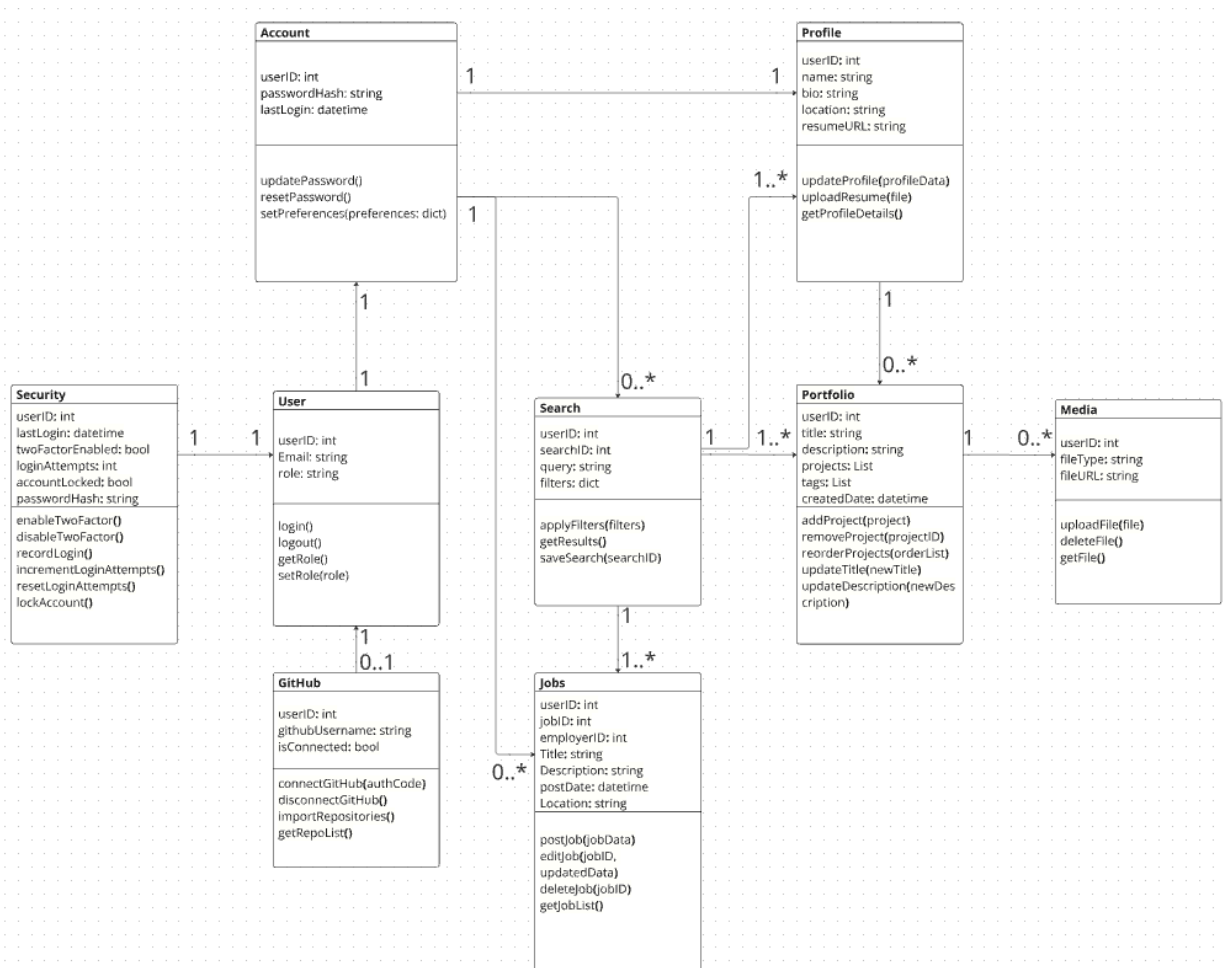 Account
userID: int
passwordHash: string
lastLogin: datetime
updatePassword()
resetPassword()
setPreferences(preferences: dict)
1
1
Profile
userID: int
name: string
bio: string
location: string
resumeURL: string
updateProfile(profileData)
uploadResume(file)
getProfileDetails()
1
1..*
1
1
0..*
1
0..*
1
Security
userID: int
lastLogin: datetime
twoFactorEnabled: bool
loginAttempts: int
accountLocked: bool
passwordHash: string
enableTwoFactor()
disableTwoFactor()
recordLogin()
incrementLoginAttempts()
resetLoginAttempts()
lockAccount()
1
1
User
userID: int
Email: string
role: string
login()
logout()
getRole()
setRole(role)
Search
userID: int
searchID: int
query: string
filters: dict
applyFilters(filters)
getResults()
saveSearch(searchID)
1
1..*
Portfolio
userID: int
title: string
description: string
projects: List
tags: List
createdDate: datetime
addProject(project)
removeProject(projectID)
reorderProjects(orderList)
updateTitle(newTitle)
updateDescription(newDes
cription)
1
0..*
Media
userID: int
fileType: string
fileURL: string
uploadFile(file)
deleteFile()
getFile()
1
0..1
1
1..*
GitHub
userID: int
githubUsername: string
isConnected: bool
connectGitHub(authCode)
disconnectGitHub()
importRepositories()
getRepoList()
0..*
Jobs
userID: int
jobID: int
employerID: int
Title: string
Description: string
postDate: datetime
Location: string
postJob(jobData)
editJob(jobID,
updatedData)
deleteJob(jobID)
getJobList()